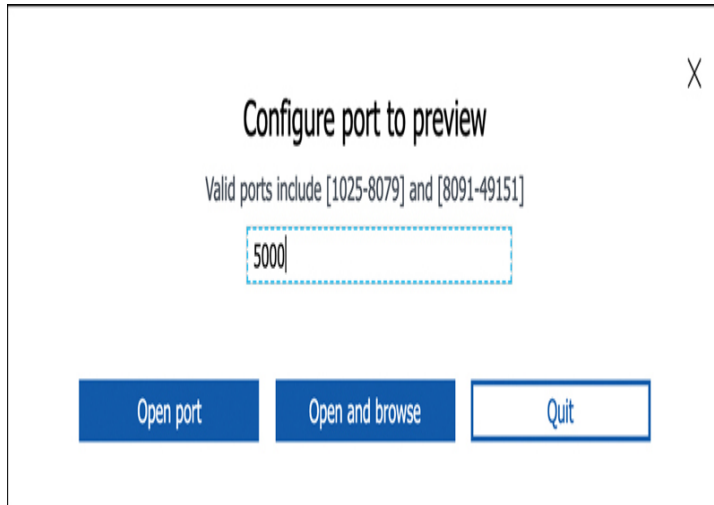 Configure port to preview
Valid ports include [1025-8079] and [8091-49151]
5000
Open port
Open and browse
Quit